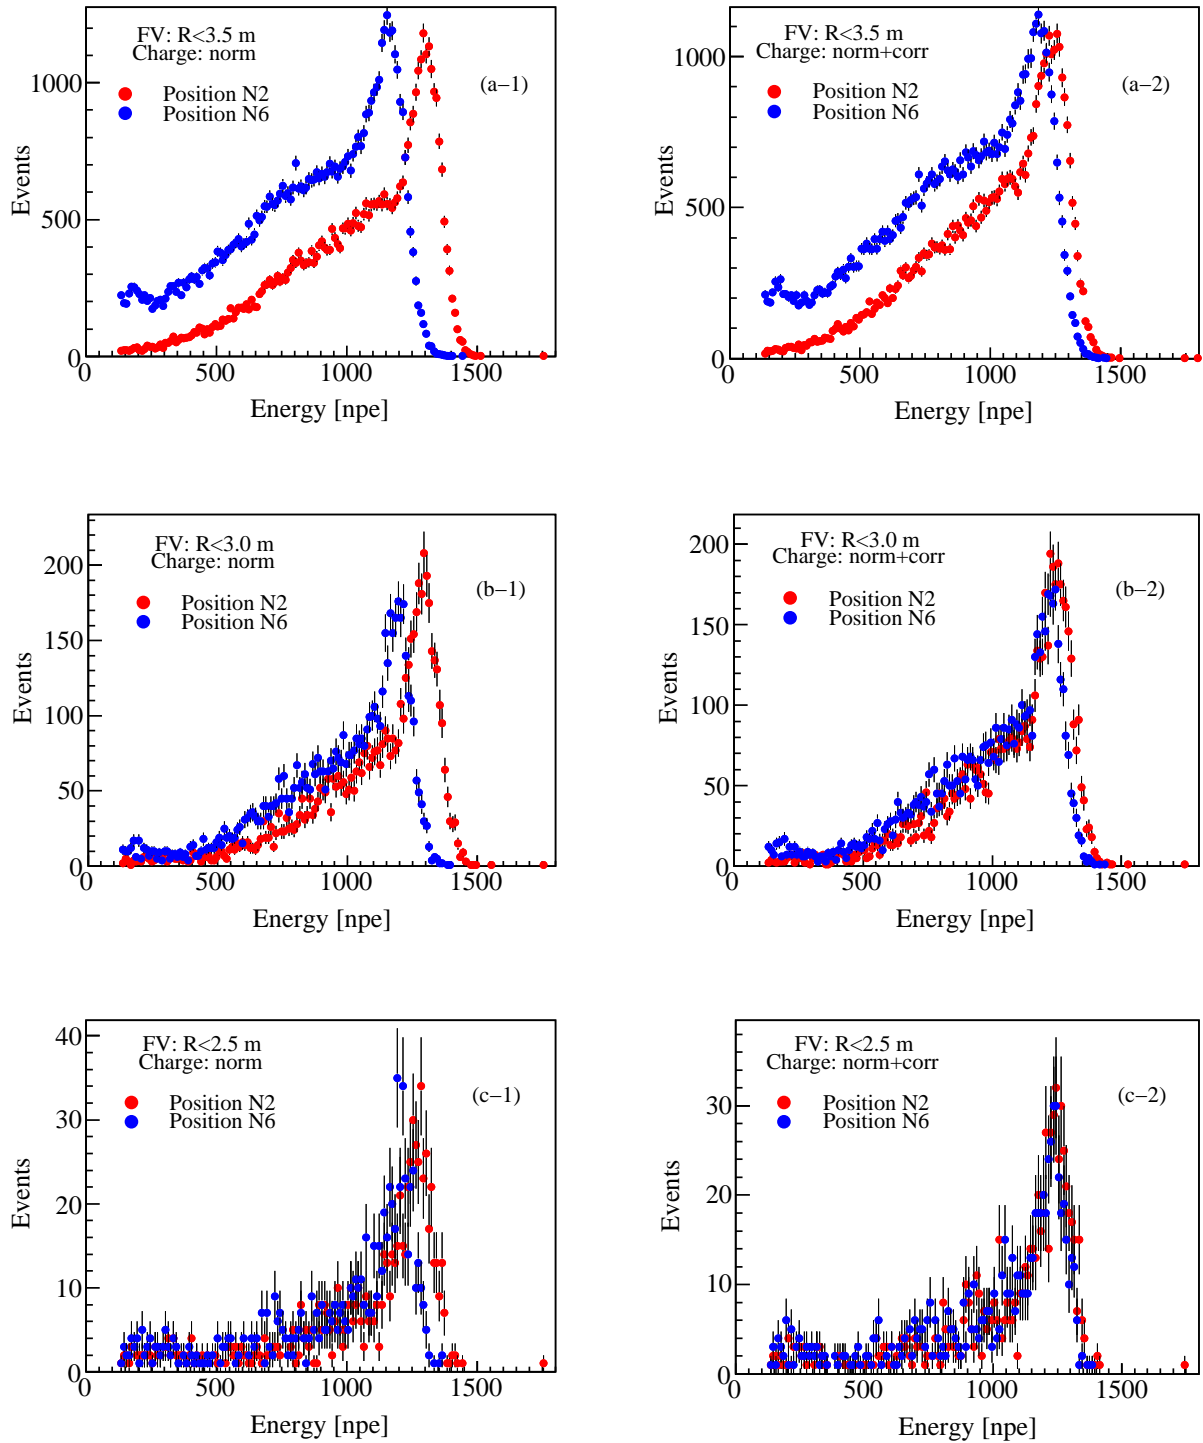 FV: R<3.5 m
Charge: norm
(a−1)
Position N2
Position N6
Events
1000
500
0
0 500 1000 1500
Energy [npe]
FV: R<3.5 m
Charge: norm+corr
(a−2)
Position N2
Position N6
Events
1000
500
0
0 500 1000 1500
Energy [npe]
FV: R<3.0 m
Charge: norm
(b−1)
Position N2
Position N6
Events
200
150
100
50
0
0 500 1000 1500
Energy [npe]
FV: R<3.0 m
Charge: norm+corr
(b−2)
Position N2
Position N6
Events
200
150
100
50
0
0 500 1000 1500
Energy [npe]
FV: R<2.5 m
Charge: norm
(c−1)
Position N2
Position N6
Events
40
30
20
10
0
0 500 1000 1500
Energy [npe]
FV: R<2.5 m
Charge: norm+corr
(c−2)
Position N2
Position N6
Events
30
20
10
0
0 500 1000 1500
Energy [npe]